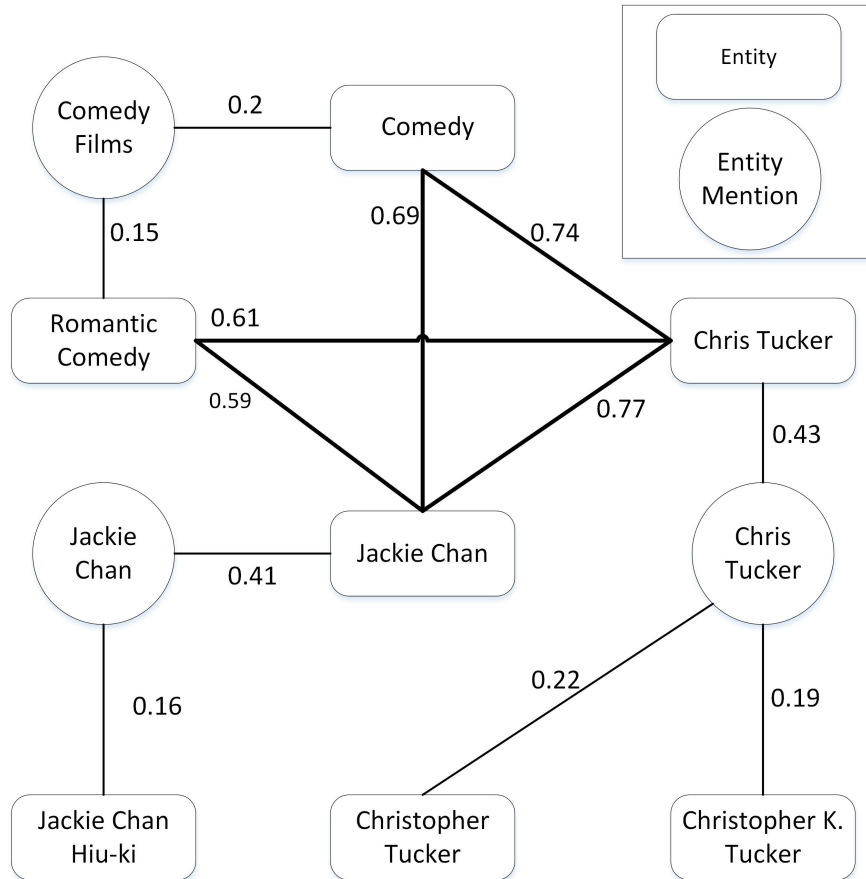 Entity
Comedy
Films
0.2
Comedy
Entity
Mention
0.15
0.69
0.74
Romantic
Comedy
0.61
Chris Tucker
0.59
0.77
0.43
Jackie
Chan
0.41
Jackie Chan
Chris
Tucker
0.16
0.22
0.19
Jackie Chan
Hiu-ki
Christopher
Tucker
Christopher K.
Tucker